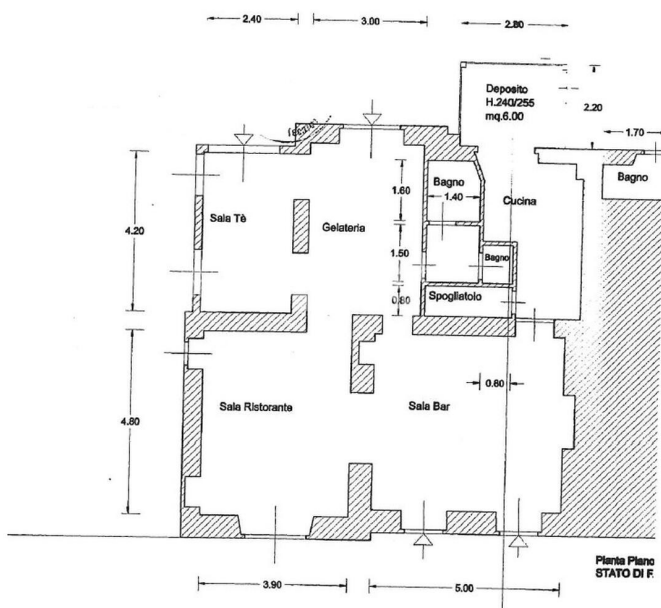 2.40
3.00
2.80
Deposito
H.240/255
mq.6.00
2.20
1.70
Bagno
Bagno
1.60
1.40
Cucina
Sala Tè
4.20
Gelateria
1.50
Bagno
0.80
Spogliatoio
0.60
Sala Ristorante
Sala Bar
4.80
Pianta Piano
STATO DI F
3.90
5.00